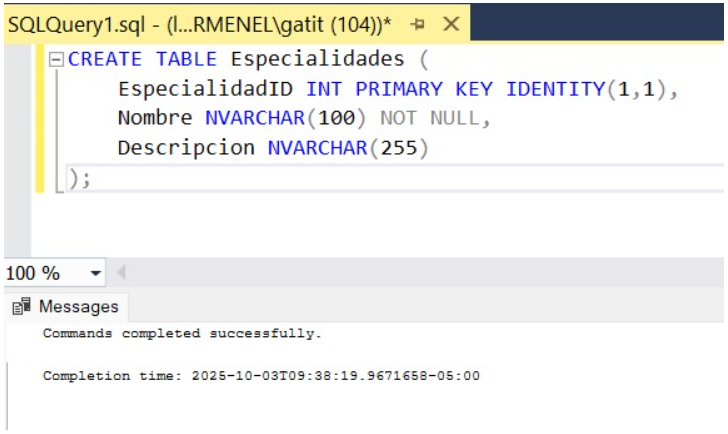 SQLQuery1.sql - (l...RMENEL\gatit (104))*
CREATE TABLE Especialidades (
EspecialidadID INT PRIMARY KEY IDENTITY(1,1),
Nombre NVARCHAR(100) NOT NULL,
Descripcion NVARCHAR(255)
);
100 %
Messages
Commands completed successfully.
Completion time: 2025-10-03T09:38:19.9671658-05:00